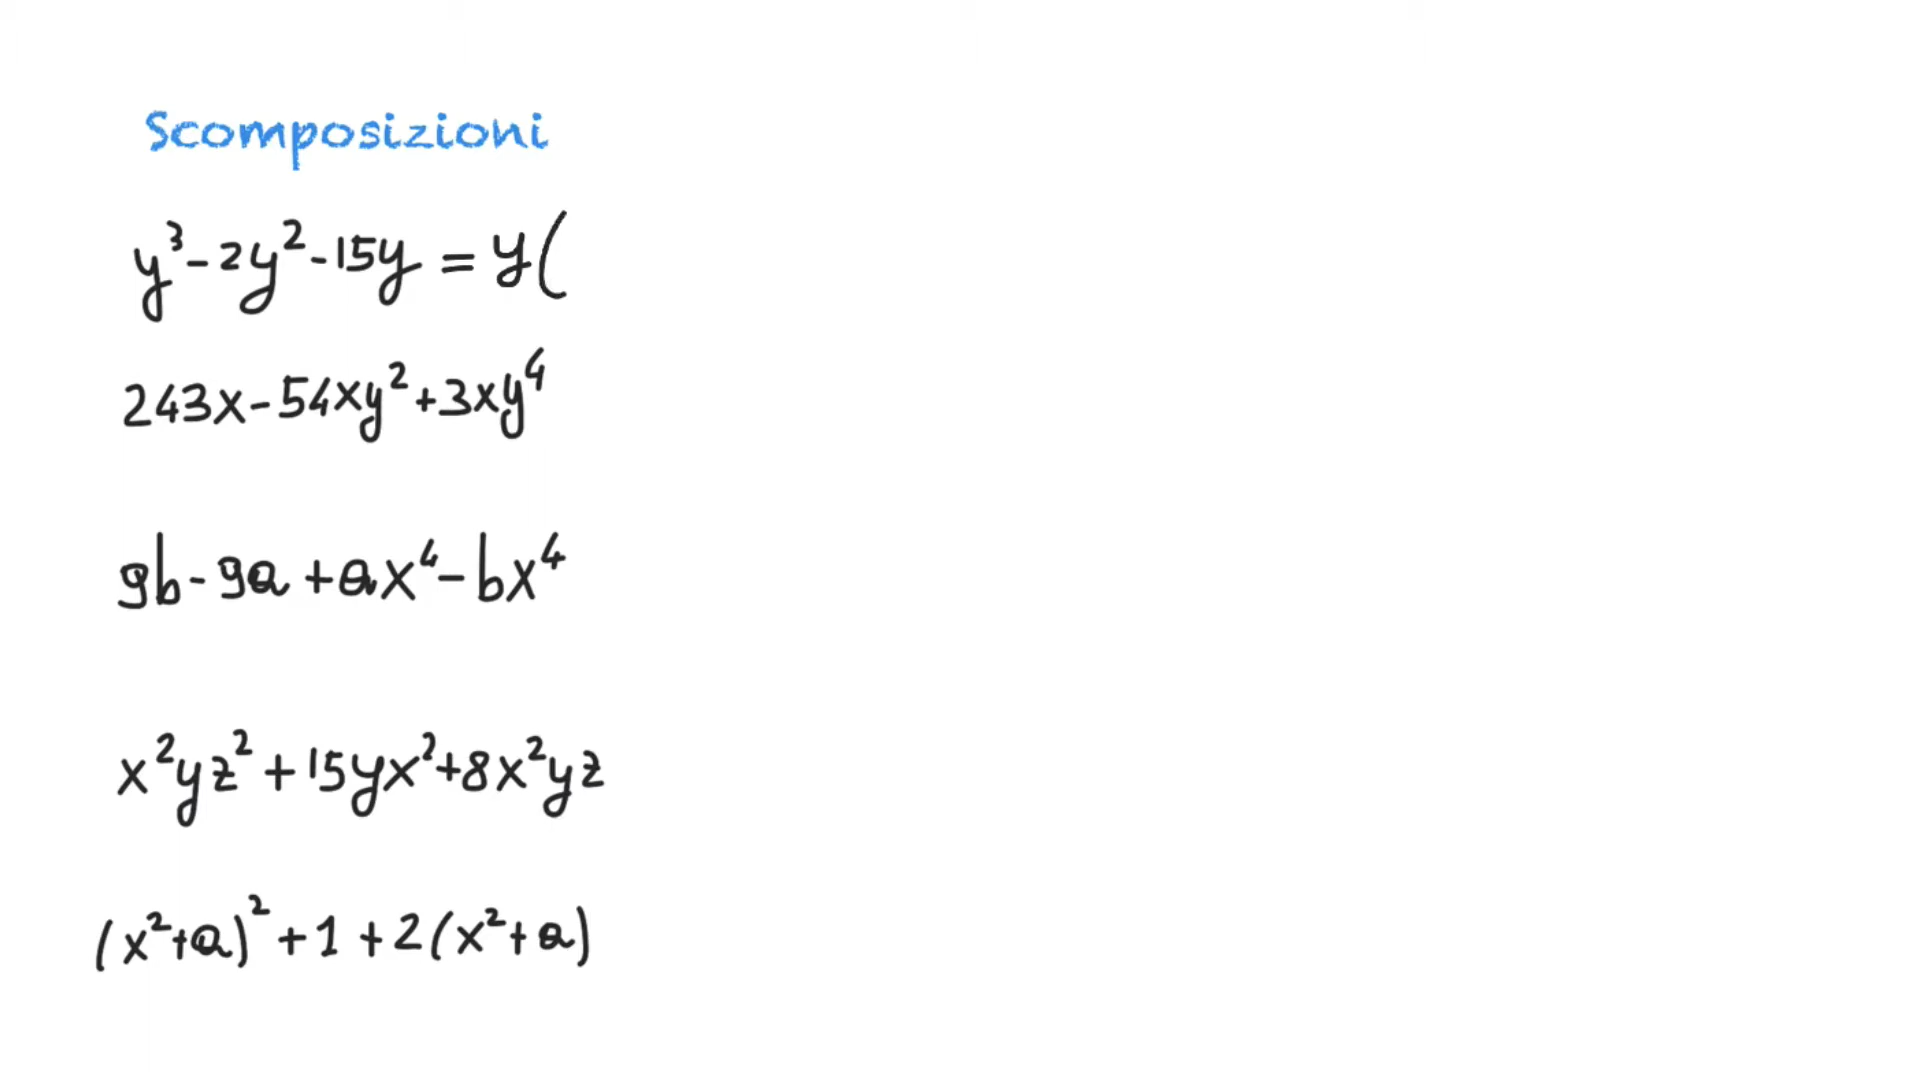 Scomposizioni
y³-2y²-15y = y(
243x-54xy²+3xy⁴
9b-9a+ax⁴-bx⁴
x²yz²+15yx²+8x²yz
(x²+a)²+1+2(x²+a)